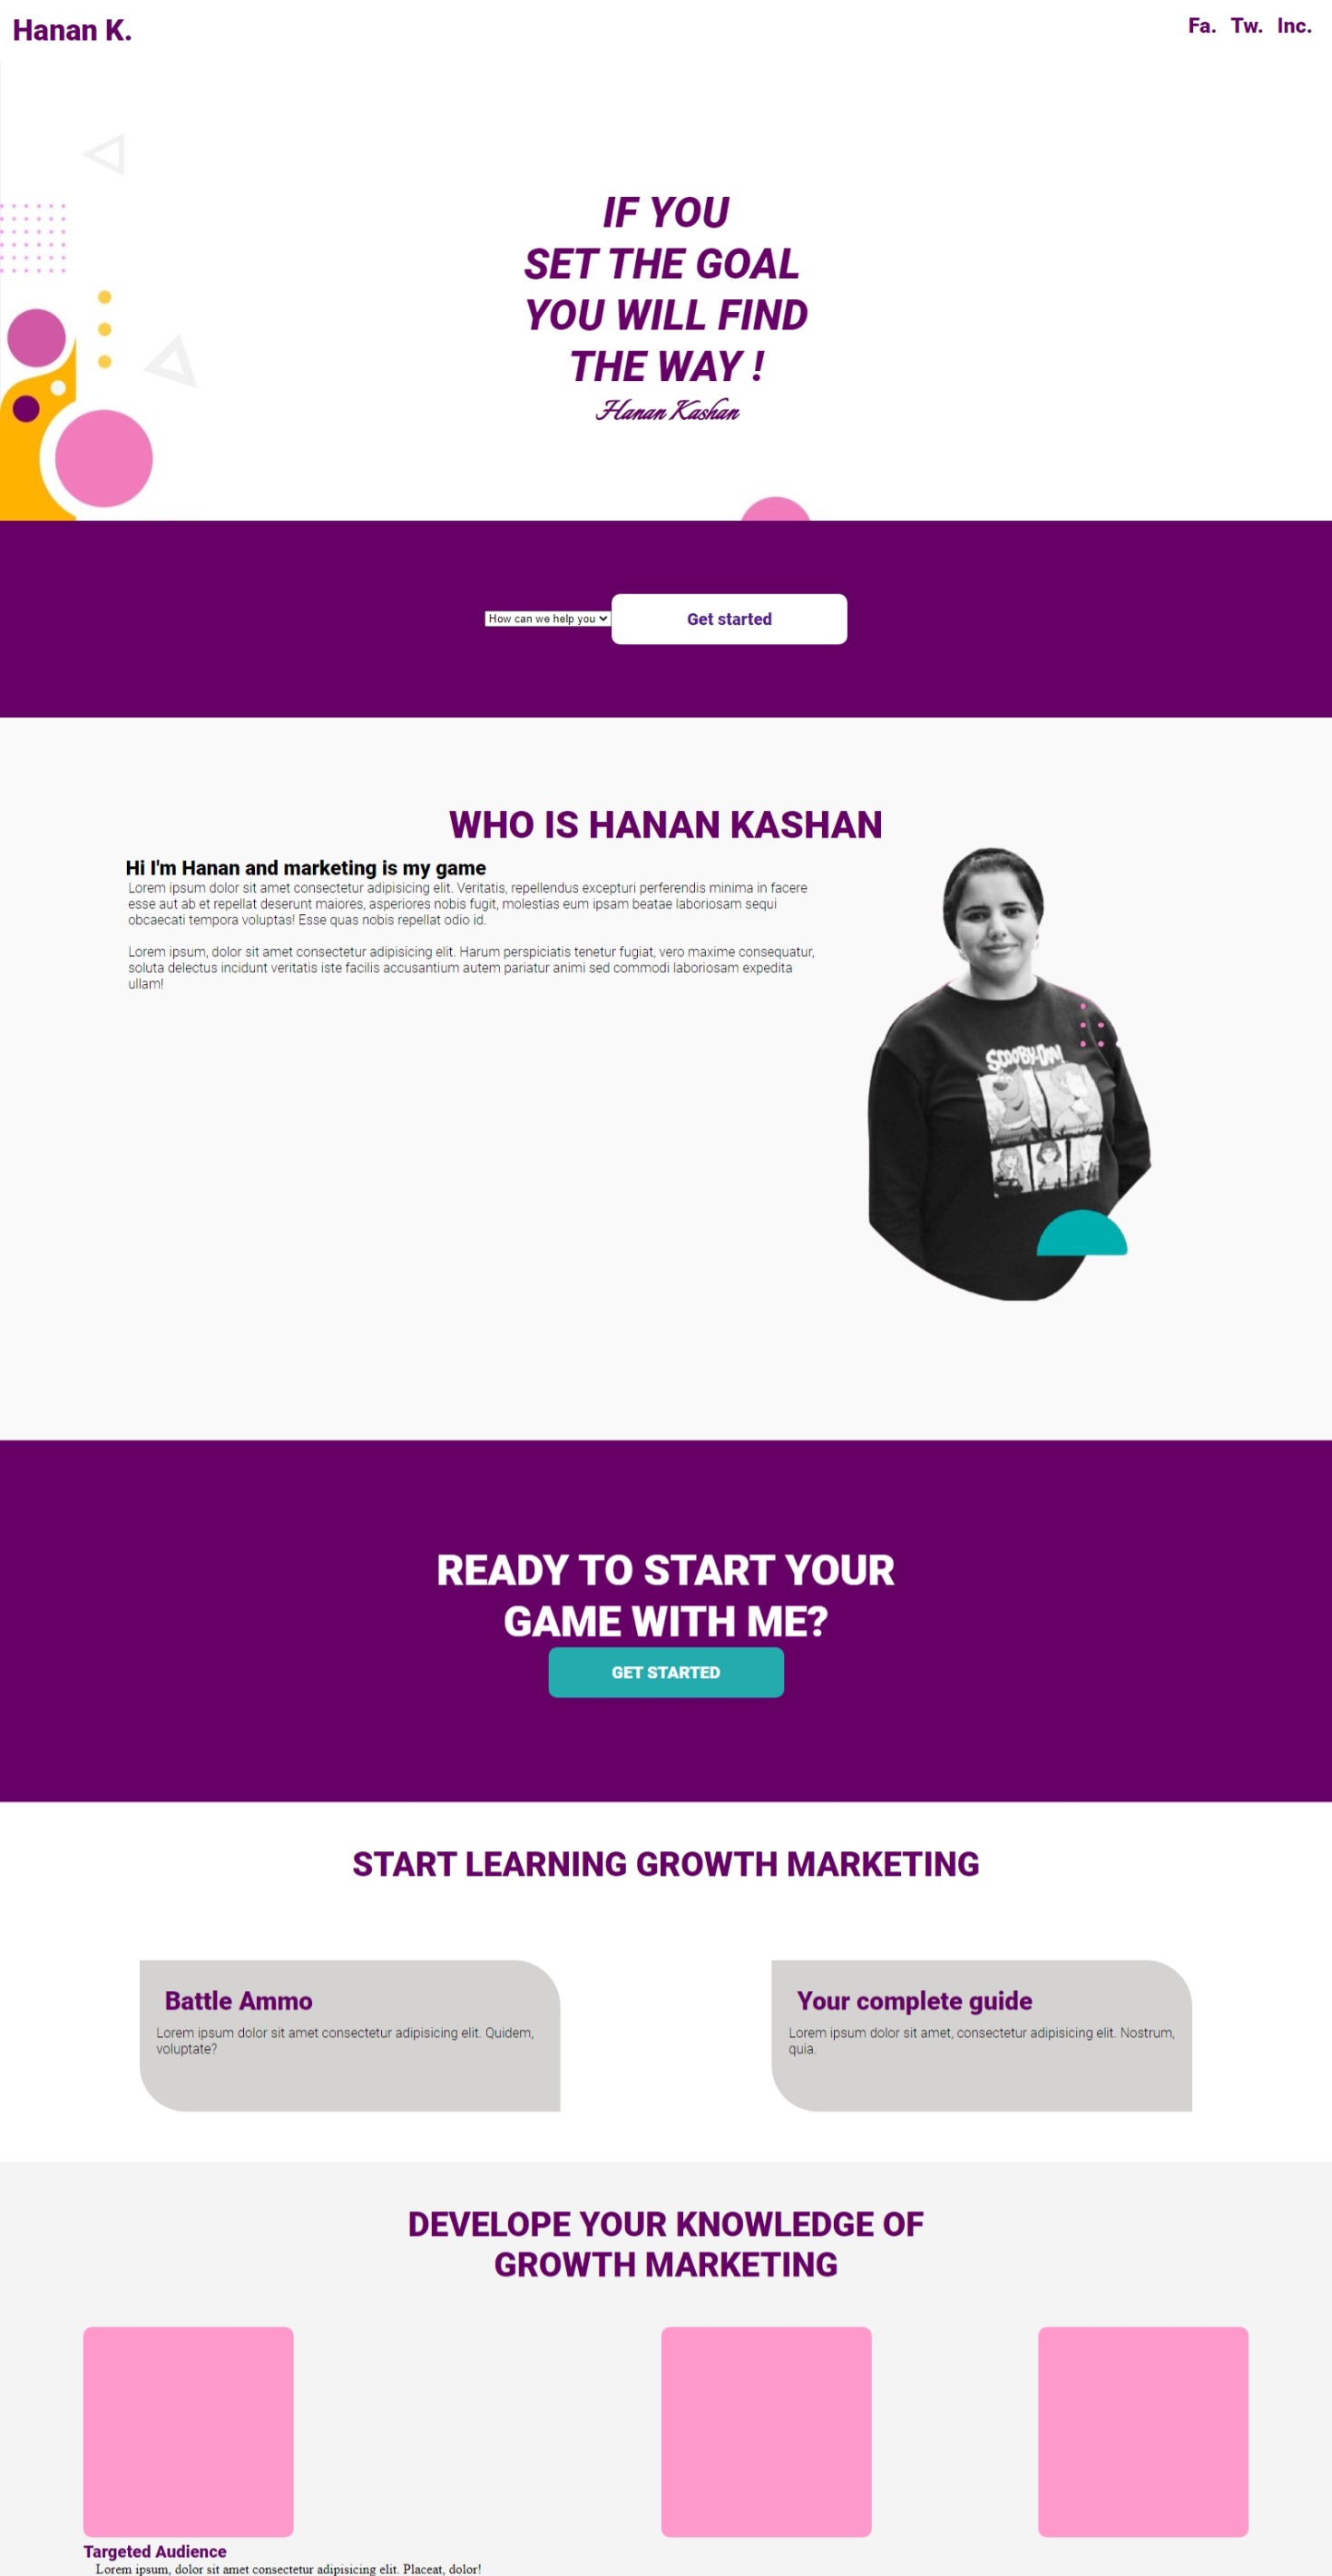 Hanan K.
Fa. Tw. Inc.
IF YOU
SET THE GOAL
YOU WILL FIND
THE WAY !
Hanan Kashan
How can we help you
Get started
WHO IS HANAN KASHAN
Hi I'm Hanan and marketing is my game
Lorem ipsum dolor sit amet consectetur adipisicing elit. Veritatis, repellendus excepturi perferendis minima in facere
esse aut ab et repellat deserunt maiores, asperiores nobis fugit, molestias eum ipsam beatae laboriosam sequi
obcaecati tempora voluptas! Esse quas nobis repellat odio id.
Lorem ipsum, dolor sit amet consectetur adipisicing elit. Harum perspiciatis tenetur fugiat, vero maxime consequatur,
soluta delectus incidunt veritatis iste facilis accusantium autem pariatur animi sed commodi laboriosam expedita
ullam!
SCOOBY-DOO!
READY TO START YOUR
GAME WITH ME?
GET STARTED
START LEARNING GROWTH MARKETING
Battle Ammo
Lorem ipsum dolor sit amet consectetur adipisicing elit. Quidem,
voluptate?
Your complete guide
Lorem ipsum dolor sit amet, consectetur adipisicing elit. Nostrum,
quia.
DEVELOPE YOUR KNOWLEDGE OF
GROWTH MARKETING
Targeted Audience
Lorem ipsum, dolor sit amet consectetur adipisicing elit. Placeat, dolor!